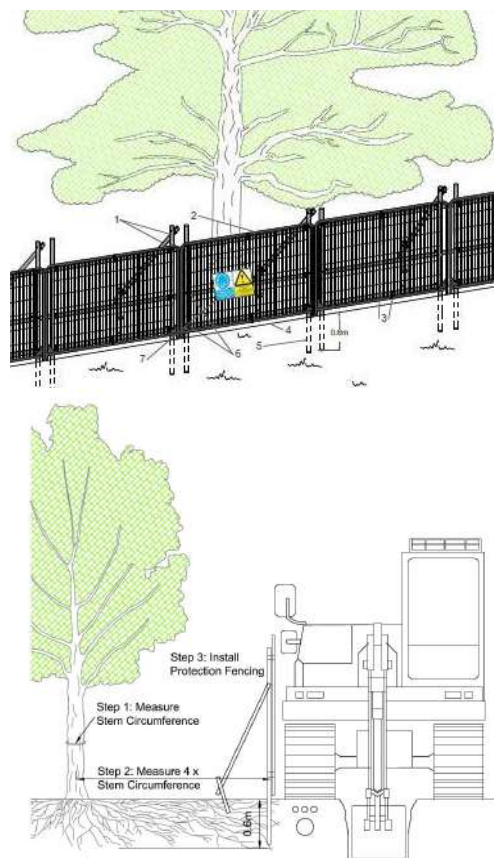 1
2
3
0.6m
4
5
6
7
Step 3: Install
Protection Fencing
Step 1: Measure
Stem Circumference
Step 2: Measure 4 x
Stem Circumference
0.6m